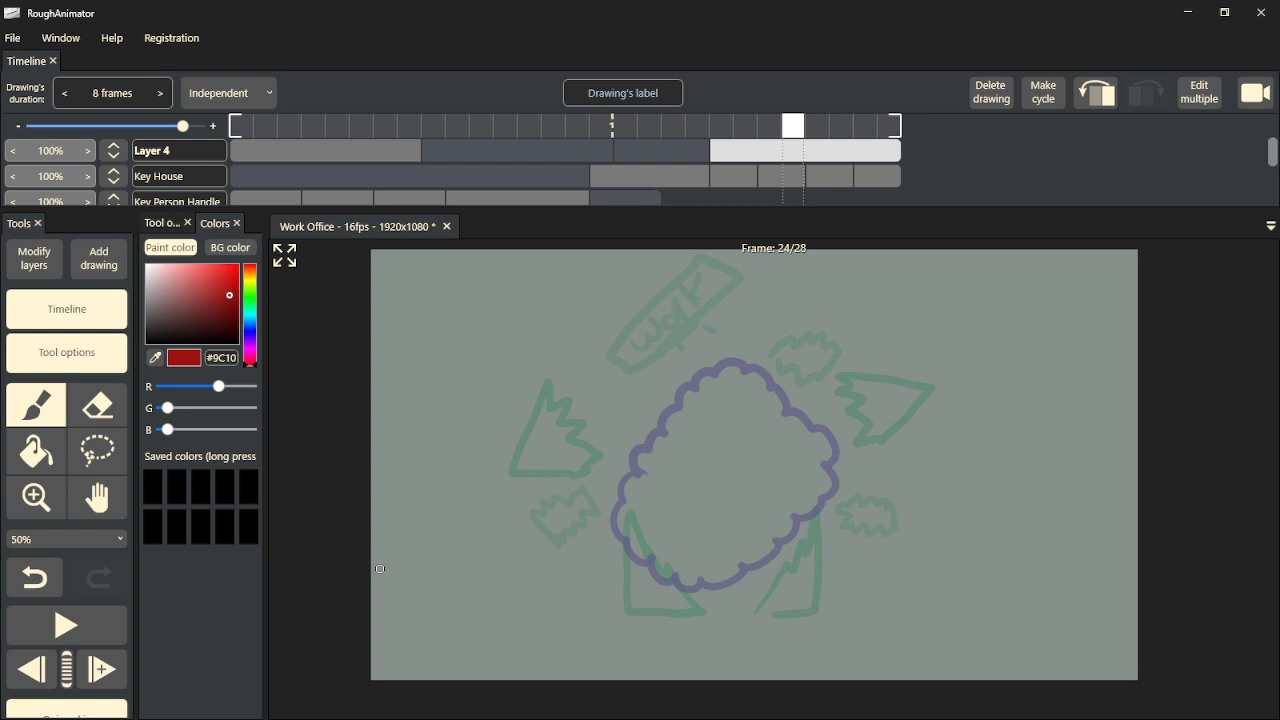 RoughAnimator
File Window Help Registration
Timeline
Drawing's duration: < 8 frames > Independent Drawing's label Delete drawing Make cycle Edit multiple
- + 1
< 100% > Layer 4
< 100% > Key House
< 100% > Key Person Handle
Tools Tool o... Colors Work Office - 16fps - 1920x1080 *
Modify layers Add drawing Paint color BG color Frame: 24/28
Timeline
Tool options
#9C10
R
G
B
Saved colors (long press
50%